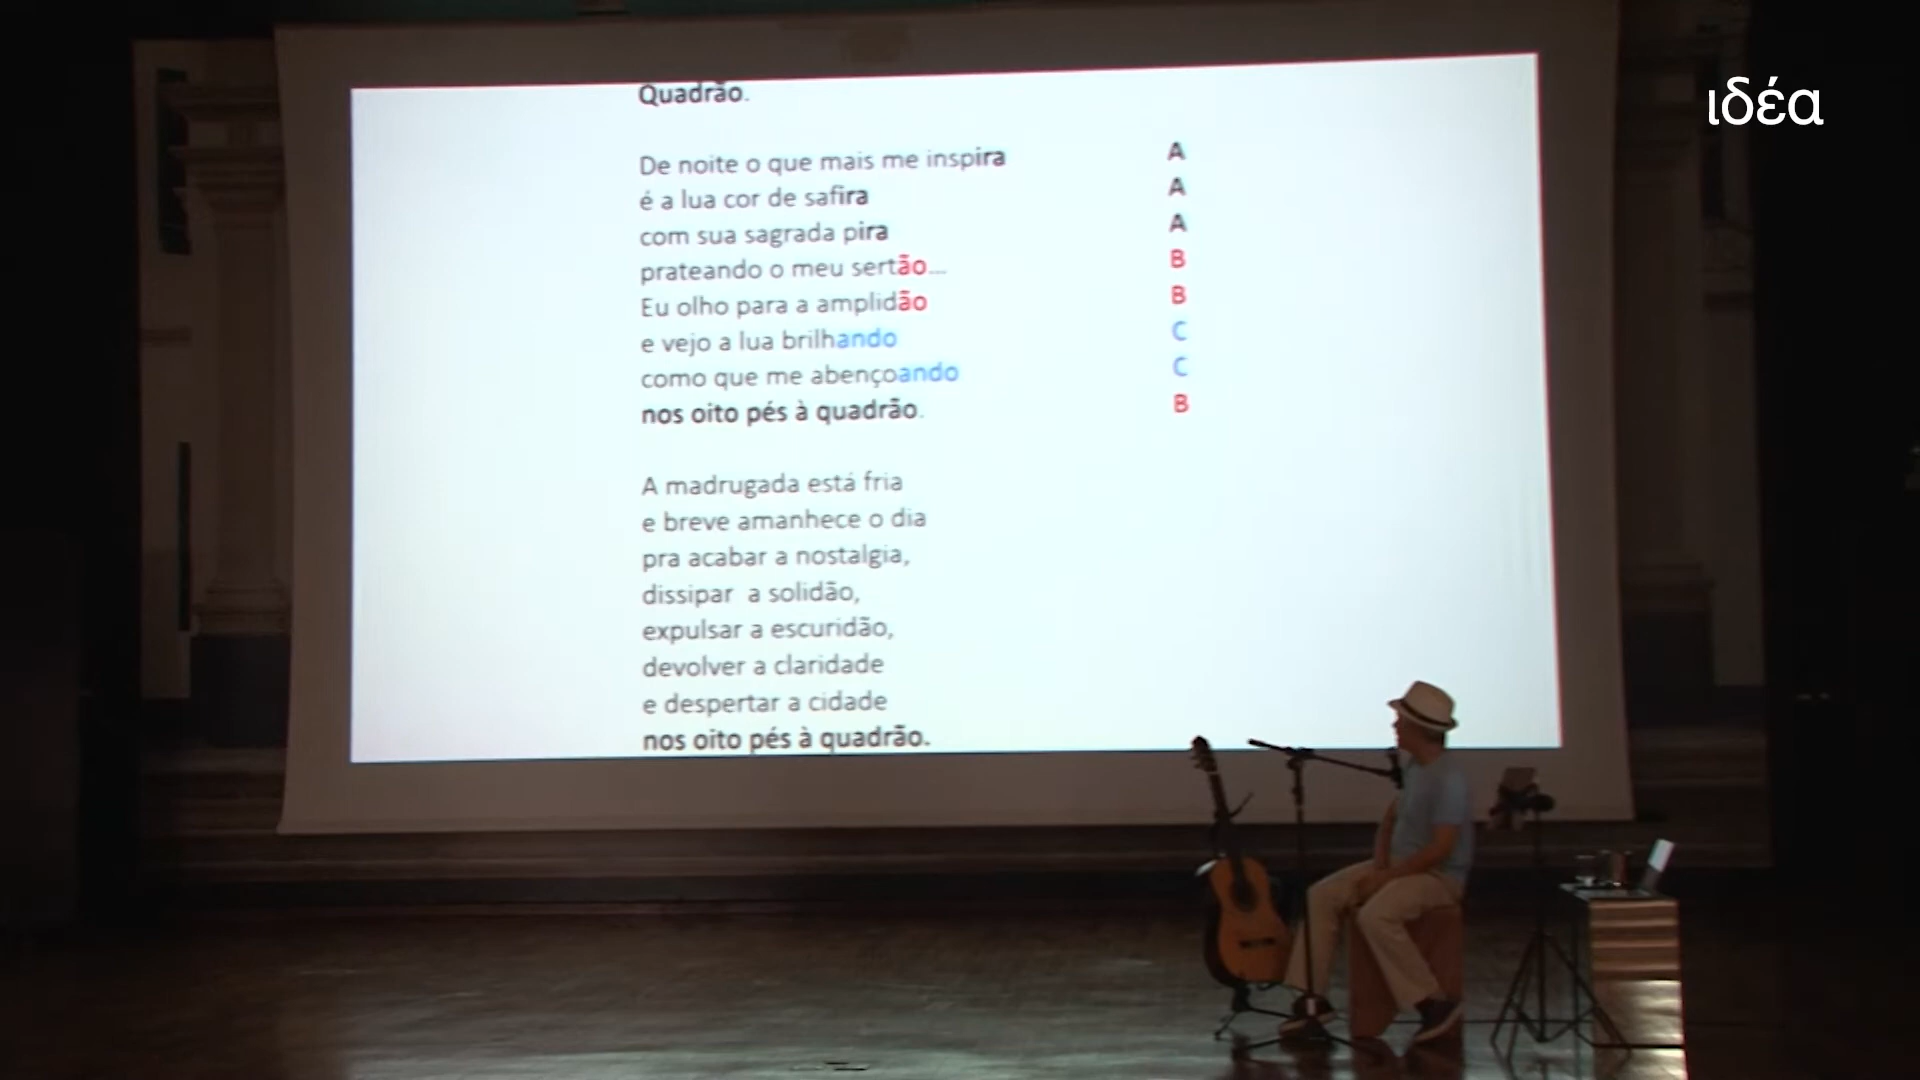 ιδέα
Quadrão.
De noite o que mais me inspira A
é a lua cor de safira A
com sua sagrada pira A
prateando o meu sertão... B
Eu olho para a amplidão B
e vejo a lua brilhando C
como que me abençoando C
nos oito pés à quadrão. B
A madrugada está fria
e breve amanhece o dia
pra acabar a nostalgia,
dissipar a solidão,
expulsar a escuridão,
devolver a claridade
e despertar a cidade
nos oito pés à quadrão.